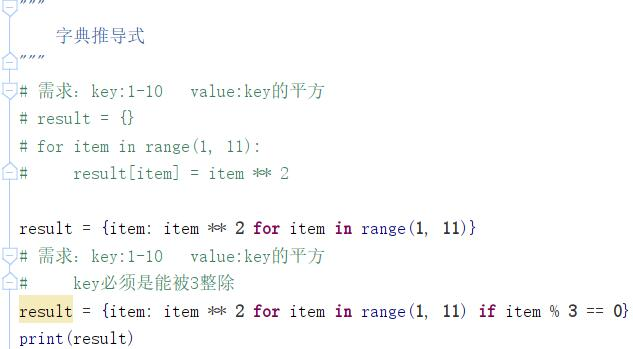 """
    字典推导式
"""
# 需求：key:1-10   value:key的平方
# result = {}
# for item in range(1, 11):
#     result[item] = item ** 2

result = {item: item ** 2 for item in range(1, 11)}
# 需求：key:1-10   value:key的平方
#     key必须是能被3整除
result = {item: item ** 2 for item in range(1, 11) if item % 3 == 0}
print(result)